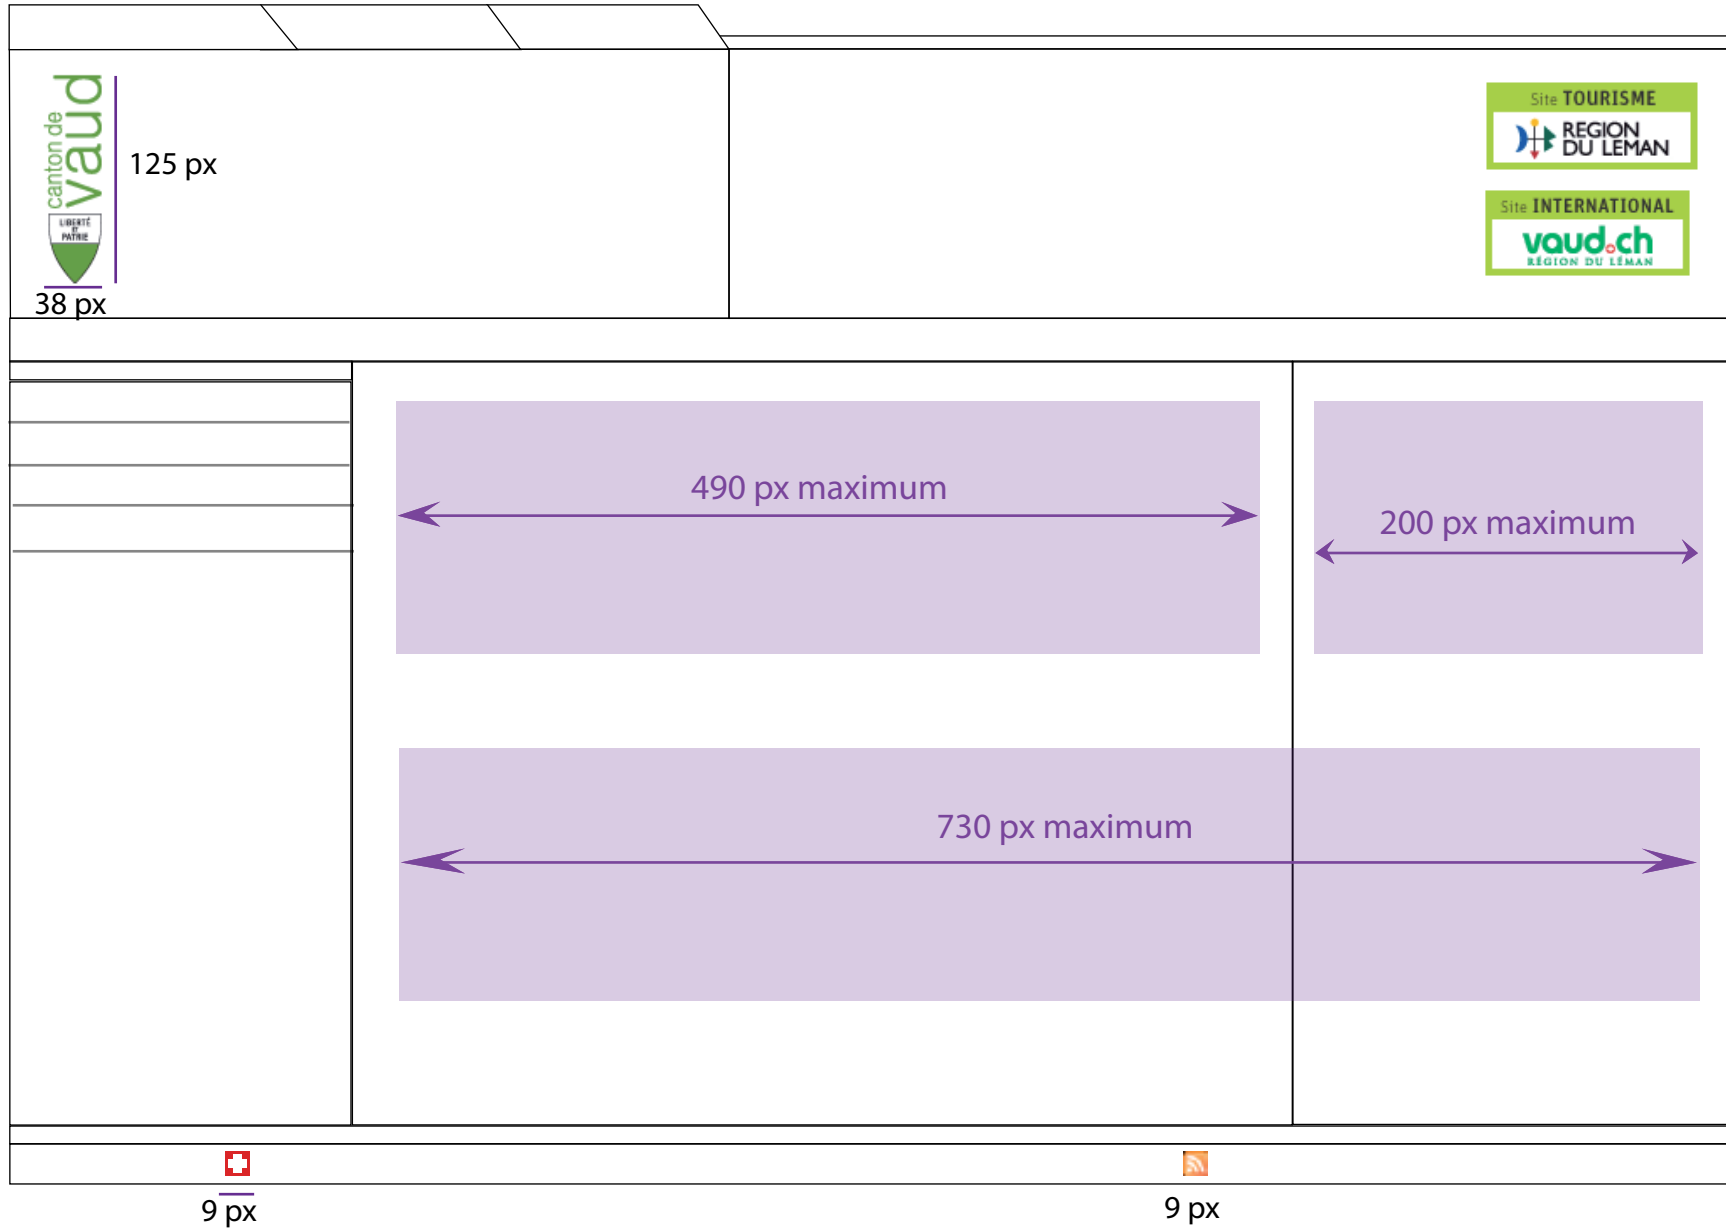 canton de
vaud
LIBERTÉ
ET
PATRIE
125 px
38 px
Site TOURISME
REGION
DU LEMAN
Site INTERNATIONAL
vaud.ch
RÉGION DU LÉMAN
490 px maximum
200 px maximum
730 px maximum
9 px
9 px